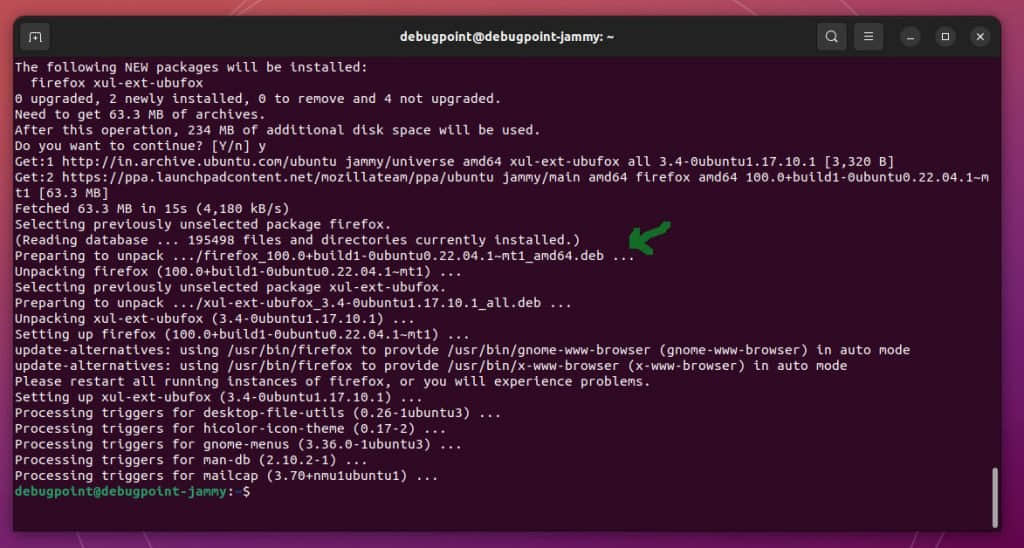 debugpoint@debugpoint-jammy: ~
The following NEW packages will be installed:
  firefox xul-ext-ubufox
0 upgraded, 2 newly installed, 0 to remove and 4 not upgraded.
Need to get 63.3 MB of archives.
After this operation, 234 MB of additional disk space will be used.
Do you want to continue? [Y/n] y
Get:1 http://in.archive.ubuntu.com/ubuntu jammy/universe amd64 xul-ext-ubufox all 3.4-0ubuntu1.17.10.1 [3,320 B]
Get:2 https://ppa.launchpadcontent.net/mozillateam/ppa/ubuntu jammy/main amd64 firefox amd64 100.0+build1-0ubuntu0.22.04.1~m
t1 [63.3 MB]
Fetched 63.3 MB in 15s (4,180 kB/s)
Selecting previously unselected package firefox.
(Reading database ... 195498 files and directories currently installed.)
Preparing to unpack .../firefox_100.0+build1-0ubuntu0.22.04.1~mt1_amd64.deb ...
Unpacking firefox (100.0+build1-0ubuntu0.22.04.1~mt1) ...
Selecting previously unselected package xul-ext-ubufox.
Preparing to unpack .../xul-ext-ubufox_3.4-0ubuntu1.17.10.1_all.deb ...
Unpacking xul-ext-ubufox (3.4-0ubuntu1.17.10.1) ...
Setting up firefox (100.0+build1-0ubuntu0.22.04.1~mt1) ...
update-alternatives: using /usr/bin/firefox to provide /usr/bin/gnome-www-browser (gnome-www-browser) in auto mode
update-alternatives: using /usr/bin/firefox to provide /usr/bin/x-www-browser (x-www-browser) in auto mode
Please restart all running instances of firefox, or you will experience problems.
Setting up xul-ext-ubufox (3.4-0ubuntu1.17.10.1) ...
Processing triggers for desktop-file-utils (0.26-1ubuntu3) ...
Processing triggers for hicolor-icon-theme (0.17-2) ...
Processing triggers for gnome-menus (3.36.0-1ubuntu3) ...
Processing triggers for man-db (2.10.2-1) ...
Processing triggers for mailcap (3.70+nmu1ubuntu1) ...
debugpoint@debugpoint-jammy:~$